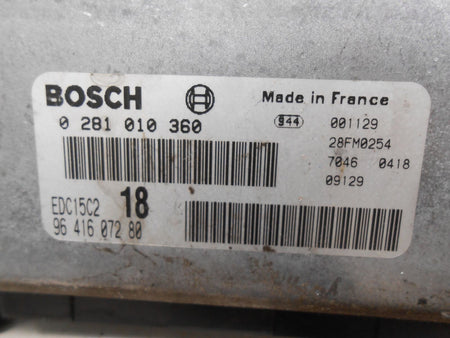 BOSCH Made in France
0 281 010 360 944 001129
28FM0254
7046 0418
09129
EDC15C2 18
96 416 072 80